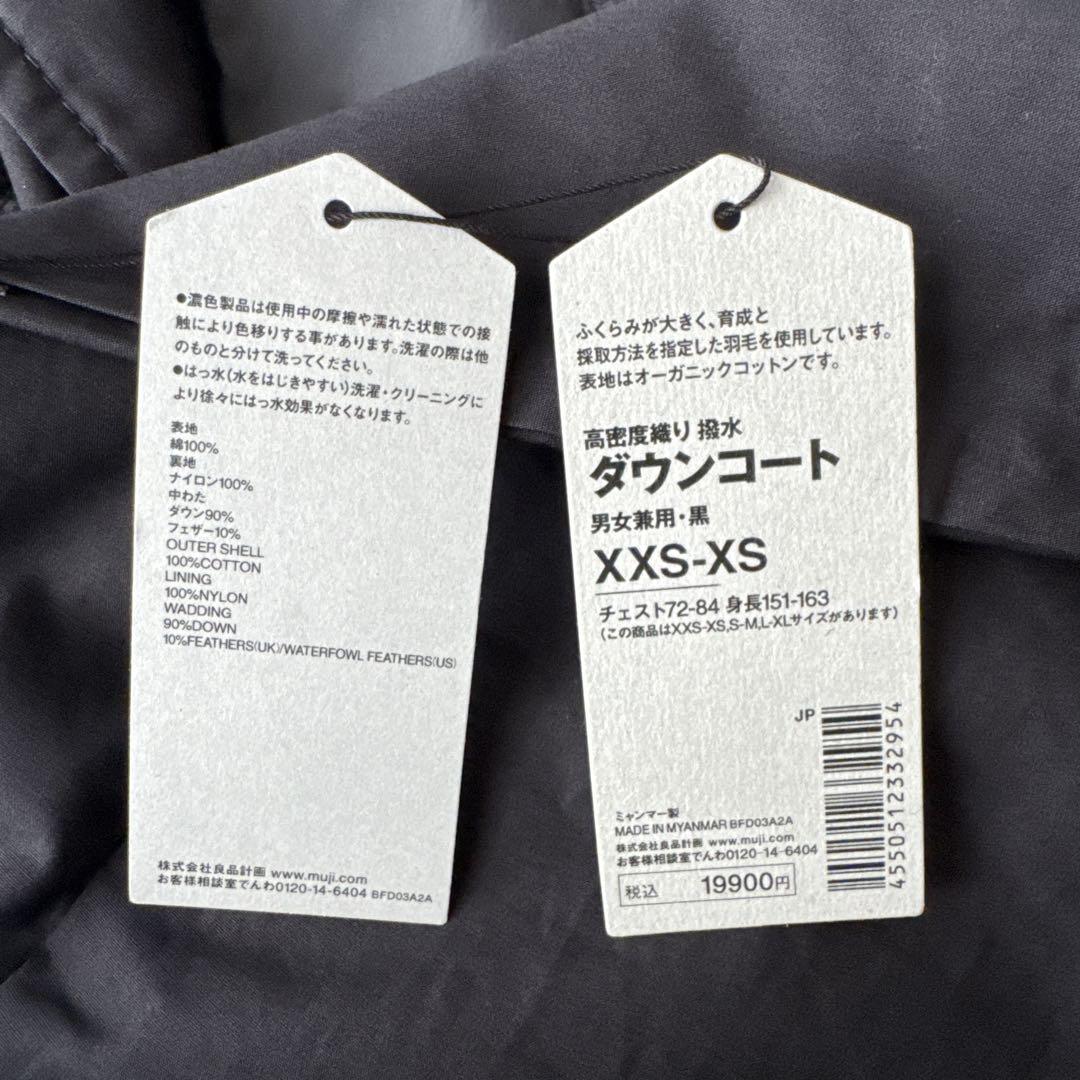 ●濃色製品は使用中の摩擦や濡れた状態での接
触により色移りする事があります。洗濯の際は他
のものと分けて洗ってください。
●はっ水(水をはじきやすい)洗濯・クリーニングに
より徐々にはっ水効果がなくなります。
表地
綿100%
裏地
ナイロン100%
中わた
ダウン90%
フェザー10%
OUTER SHELL
100%COTTON
LINING
100%NYLON
WADDING
90%DOWN
10%FEATHERS(UK)/WATERFOWL FEATHERS(US)
株式会社良品計画 www.muji.com
お客様相談室でんわ0120-14-6404 BFD03A2A
ふくらみが大きく、育成と
採取方法を指定した羽毛を使用しています。
表地はオーガニックコットンです。
高密度織り 撥水
ダウンコート
男女兼用・黒
XXS-XS
チェスト72-84 身長151-163
(この商品はXXS-XS,S-M,L-XLサイズがあります)
JP
4550512332954
ミャンマー製
MADE IN MYANMAR BFD03A2A
株式会社良品計画 www.muji.com
お客様相談室でんわ0120-14-6404
税込 19900円